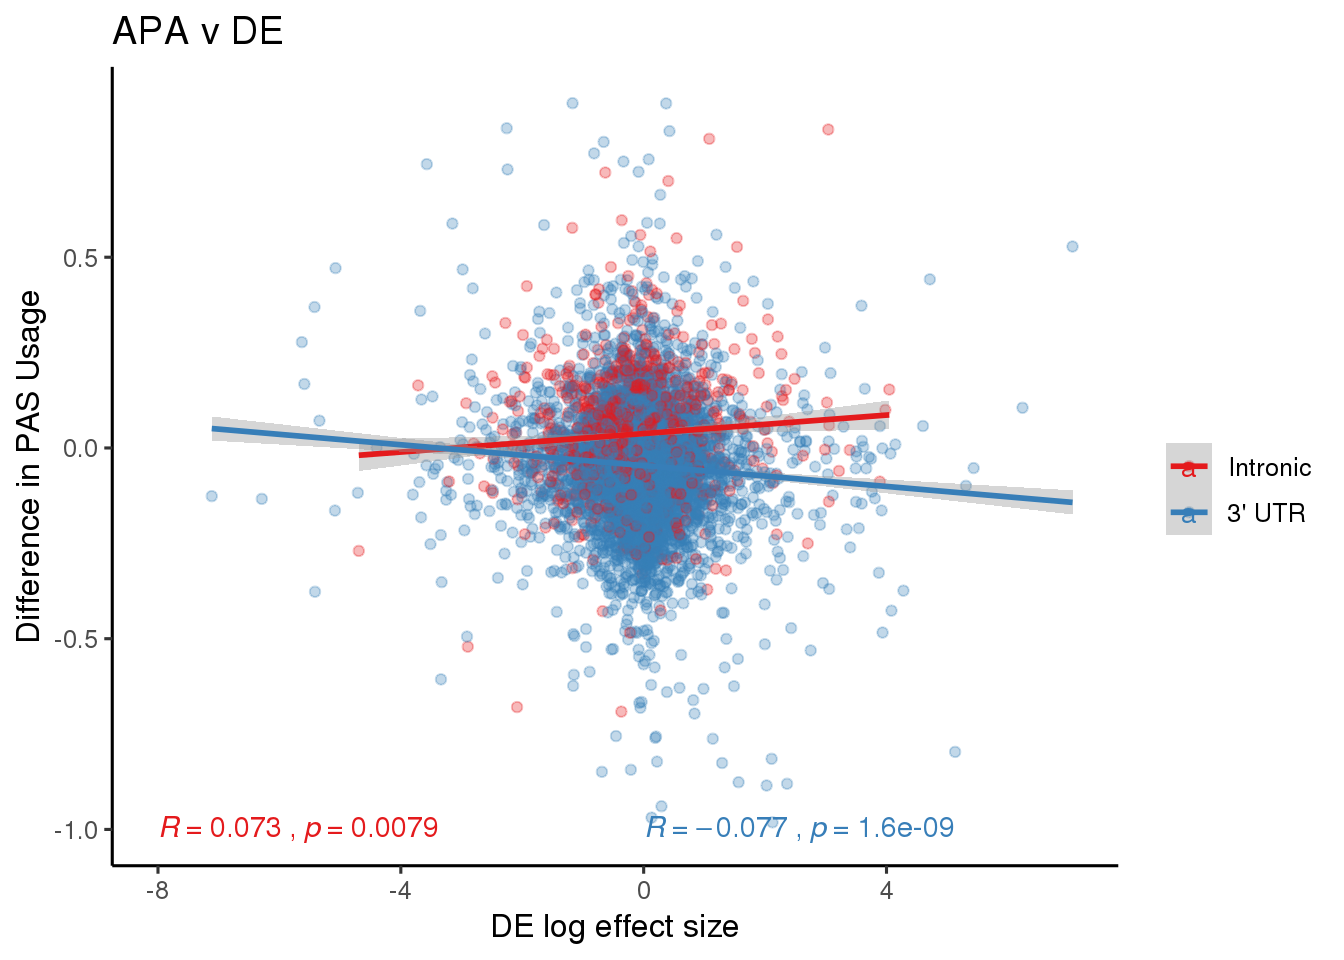 APA v DE
Difference in PAS Usage
0.5
0.0
-0.5
-1.0
R = 0.073 , p = 0.0079
R = −0.077 , p = 1.6e-09
-8
-4
0
4
DE log effect size
a Intronic
a 3' UTR